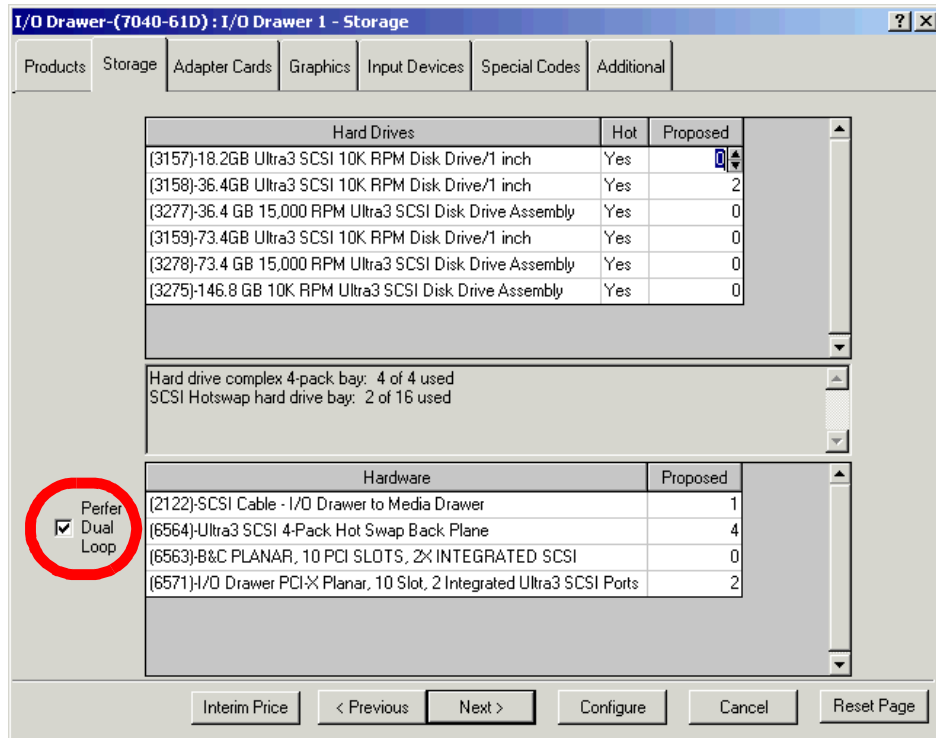 I/O Drawer-(7040-61D) : I/O Drawer 1 - Storage
Products Storage Adapter Cards Graphics Input Devices Special Codes Additional
Hard Drives Hot Proposed
(3157)-18.2GB Ultra3 SCSI 10K RPM Disk Drive/1 inch Yes 0
(3158)-36.4GB Ultra3 SCSI 10K RPM Disk Drive/1 inch Yes 2
(3277)-36.4 GB 15,000 RPM Ultra3 SCSI Disk Drive Assembly Yes 0
(3159)-73.4GB Ultra3 SCSI 10K RPM Disk Drive/1 inch Yes 0
(3278)-73.4 GB 15,000 RPM Ultra3 SCSI Disk Drive Assembly Yes 0
(3275)-146.8 GB 10K RPM Ultra3 SCSI Disk Drive Assembly Yes 0
Hard drive complex 4-pack bay: 4 of 4 used
SCSI Hotswap hard drive bay: 2 of 16 used
Perfer
Dual
Loop
Hardware Proposed
(2122)-SCSI Cable - I/O Drawer to Media Drawer 1
(6564)-Ultra3 SCSI 4-Pack Hot Swap Back Plane 4
(6563)-B&C PLANAR, 10 PCI SLOTS, 2X INTEGRATED SCSI 0
(6571)-I/O Drawer PCI-X Planar, 10 Slot, 2 Integrated Ultra3 SCSI Ports 2
Interim Price < Previous Next > Configure Cancel Reset Page